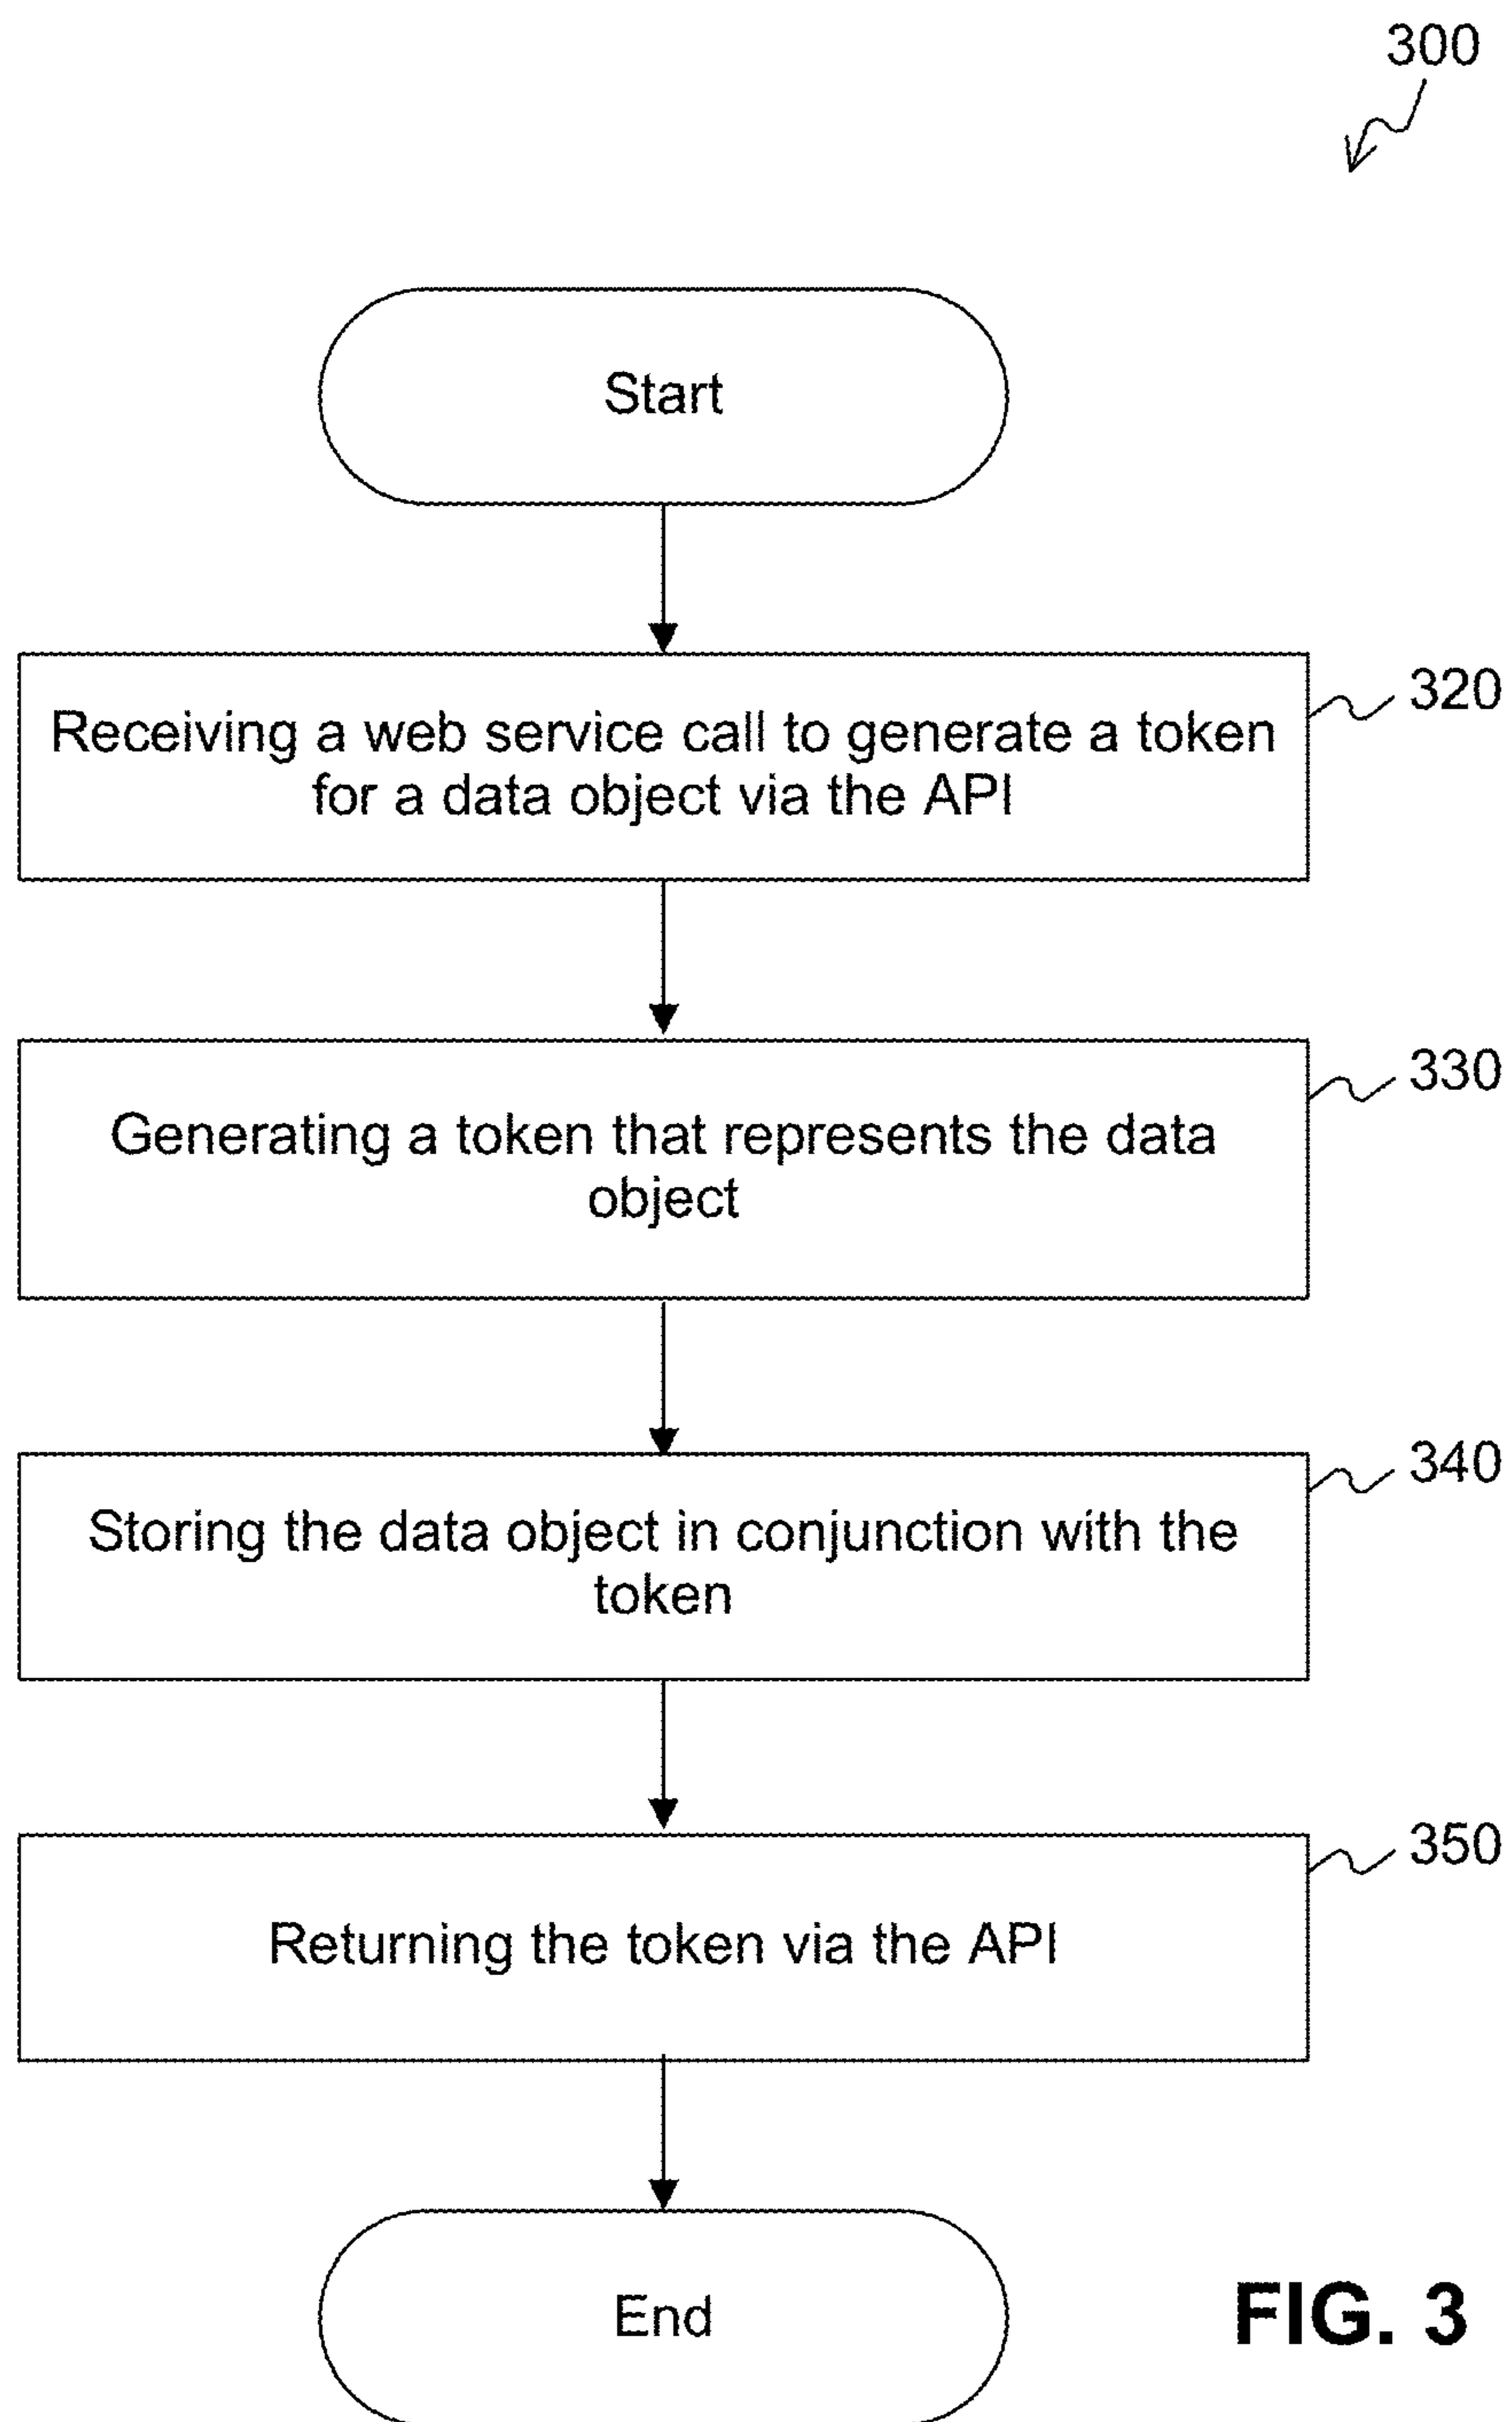 300
Start
Receiving a web service call to generate a token
for a data object via the API
320
Generating a token that represents the data
object
330
Storing the data object in conjunction with the
token
340
Returning the token via the API
350
End
FIG. 3